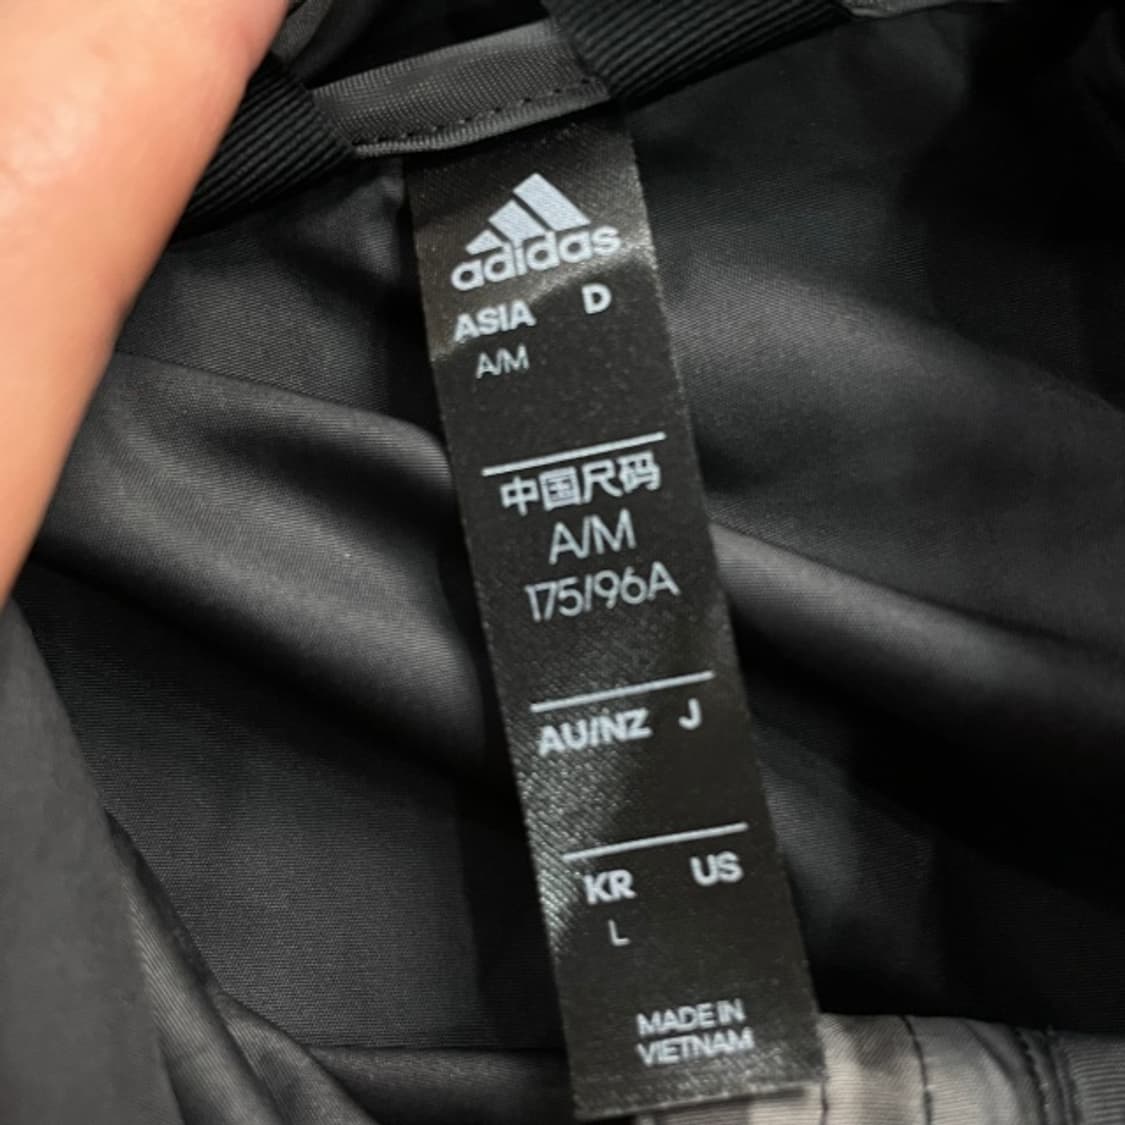 adidas
ASIA D
A/M
中国尺码
A/M
175/96A
AU/NZ J
KR US
L
MADE IN
VIETNAM